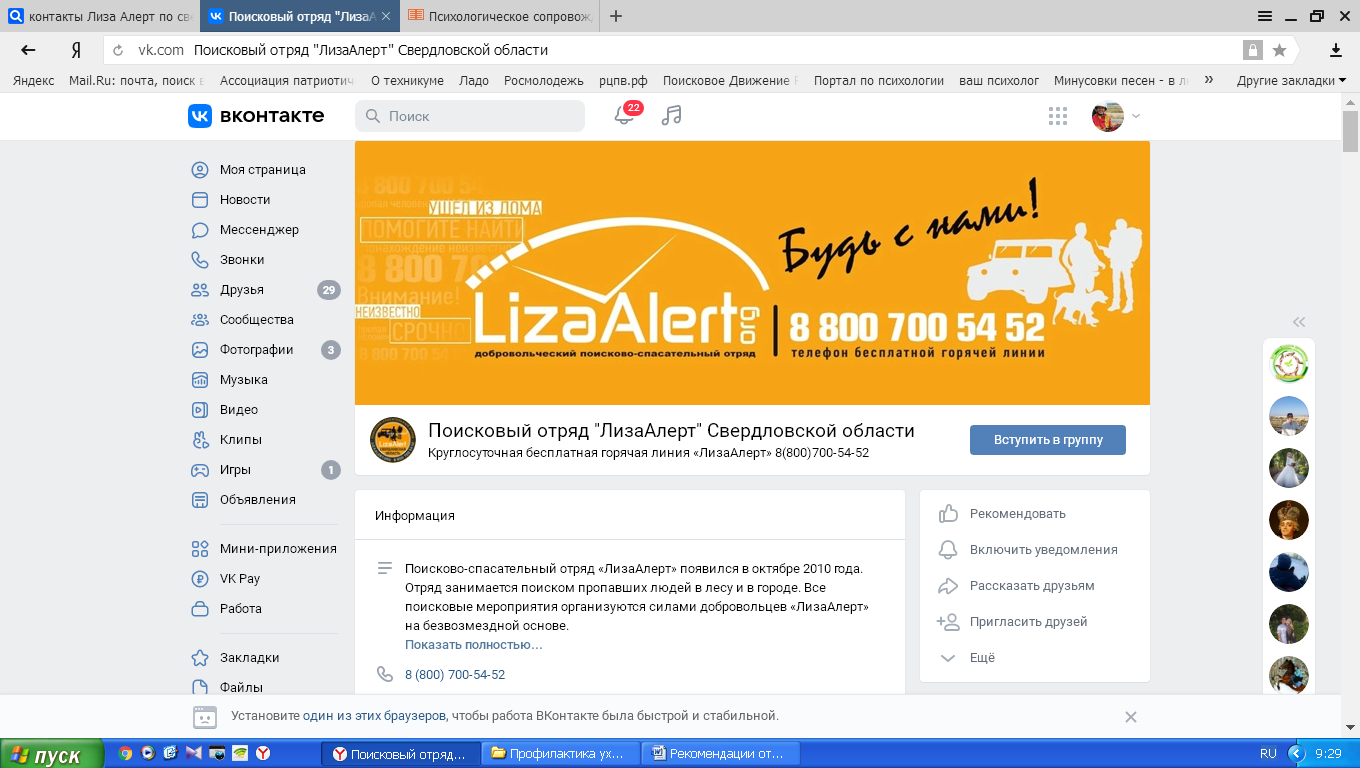 контакты Лиза Алерт по св
Поисковый отряд "ЛизаА
Психологическое сопровожд
vk.com Поисковый отряд "ЛизаАлерт" Свердловской области
Яндекс
Mail.Ru: почта, поиск в
Ассоциация патриотич
О техникуме
Ладо
Росмолодежь
рцпв.рф
Поисковое Движение Р
Портал по психологии
ваш психолог
Минусовки песен - в л
»
Другие закладки
вконтакте
Поиск
22
Моя страница
Новости
Мессенджер
Звонки
Друзья 29
Сообщества
Фотографии 3
Музыка
Видео
Клипы
Игры 1
Объявления
Мини-приложения
VK Pay
Работа
Закладки
Файлы
УШЕЛ ИЗ ДОМА
ПОМОГИТЕ НАЙТИ
8 800 70
Внимание!
НЕИЗВЕСТНО
СРОЧНО
LizaAlert org
добровольческий поисково-спасательный отряд
Будь с нами!
8 800 700 54 52
телефон бесплатной горячей линии
Поисковый отряд "ЛизаАлерт" Свердловской области
Круглосуточная бесплатная горячая линия «ЛизаАлерт» 8(800)700-54-52
Вступить в группу
Информация
Поисково-спасательный отряд «ЛизаАлерт» появился в октябре 2010 года.
Отряд занимается поиском пропавших людей в лесу и в городе. Все
поисковые мероприятия организуются силами добровольцев «ЛизаАлерт»
на безвозмездной основе.
Показать полностью...
8 (800) 700-54-52
Рекомендовать
Включить уведомления
Рассказать друзьям
Пригласить друзей
Ещё
Установите один из этих браузеров, чтобы работа ВКонтакте была быстрой и стабильной.
пуск
Поисковый отряд...
Профилактика ух...
Рекомендации от...
RU
9:29